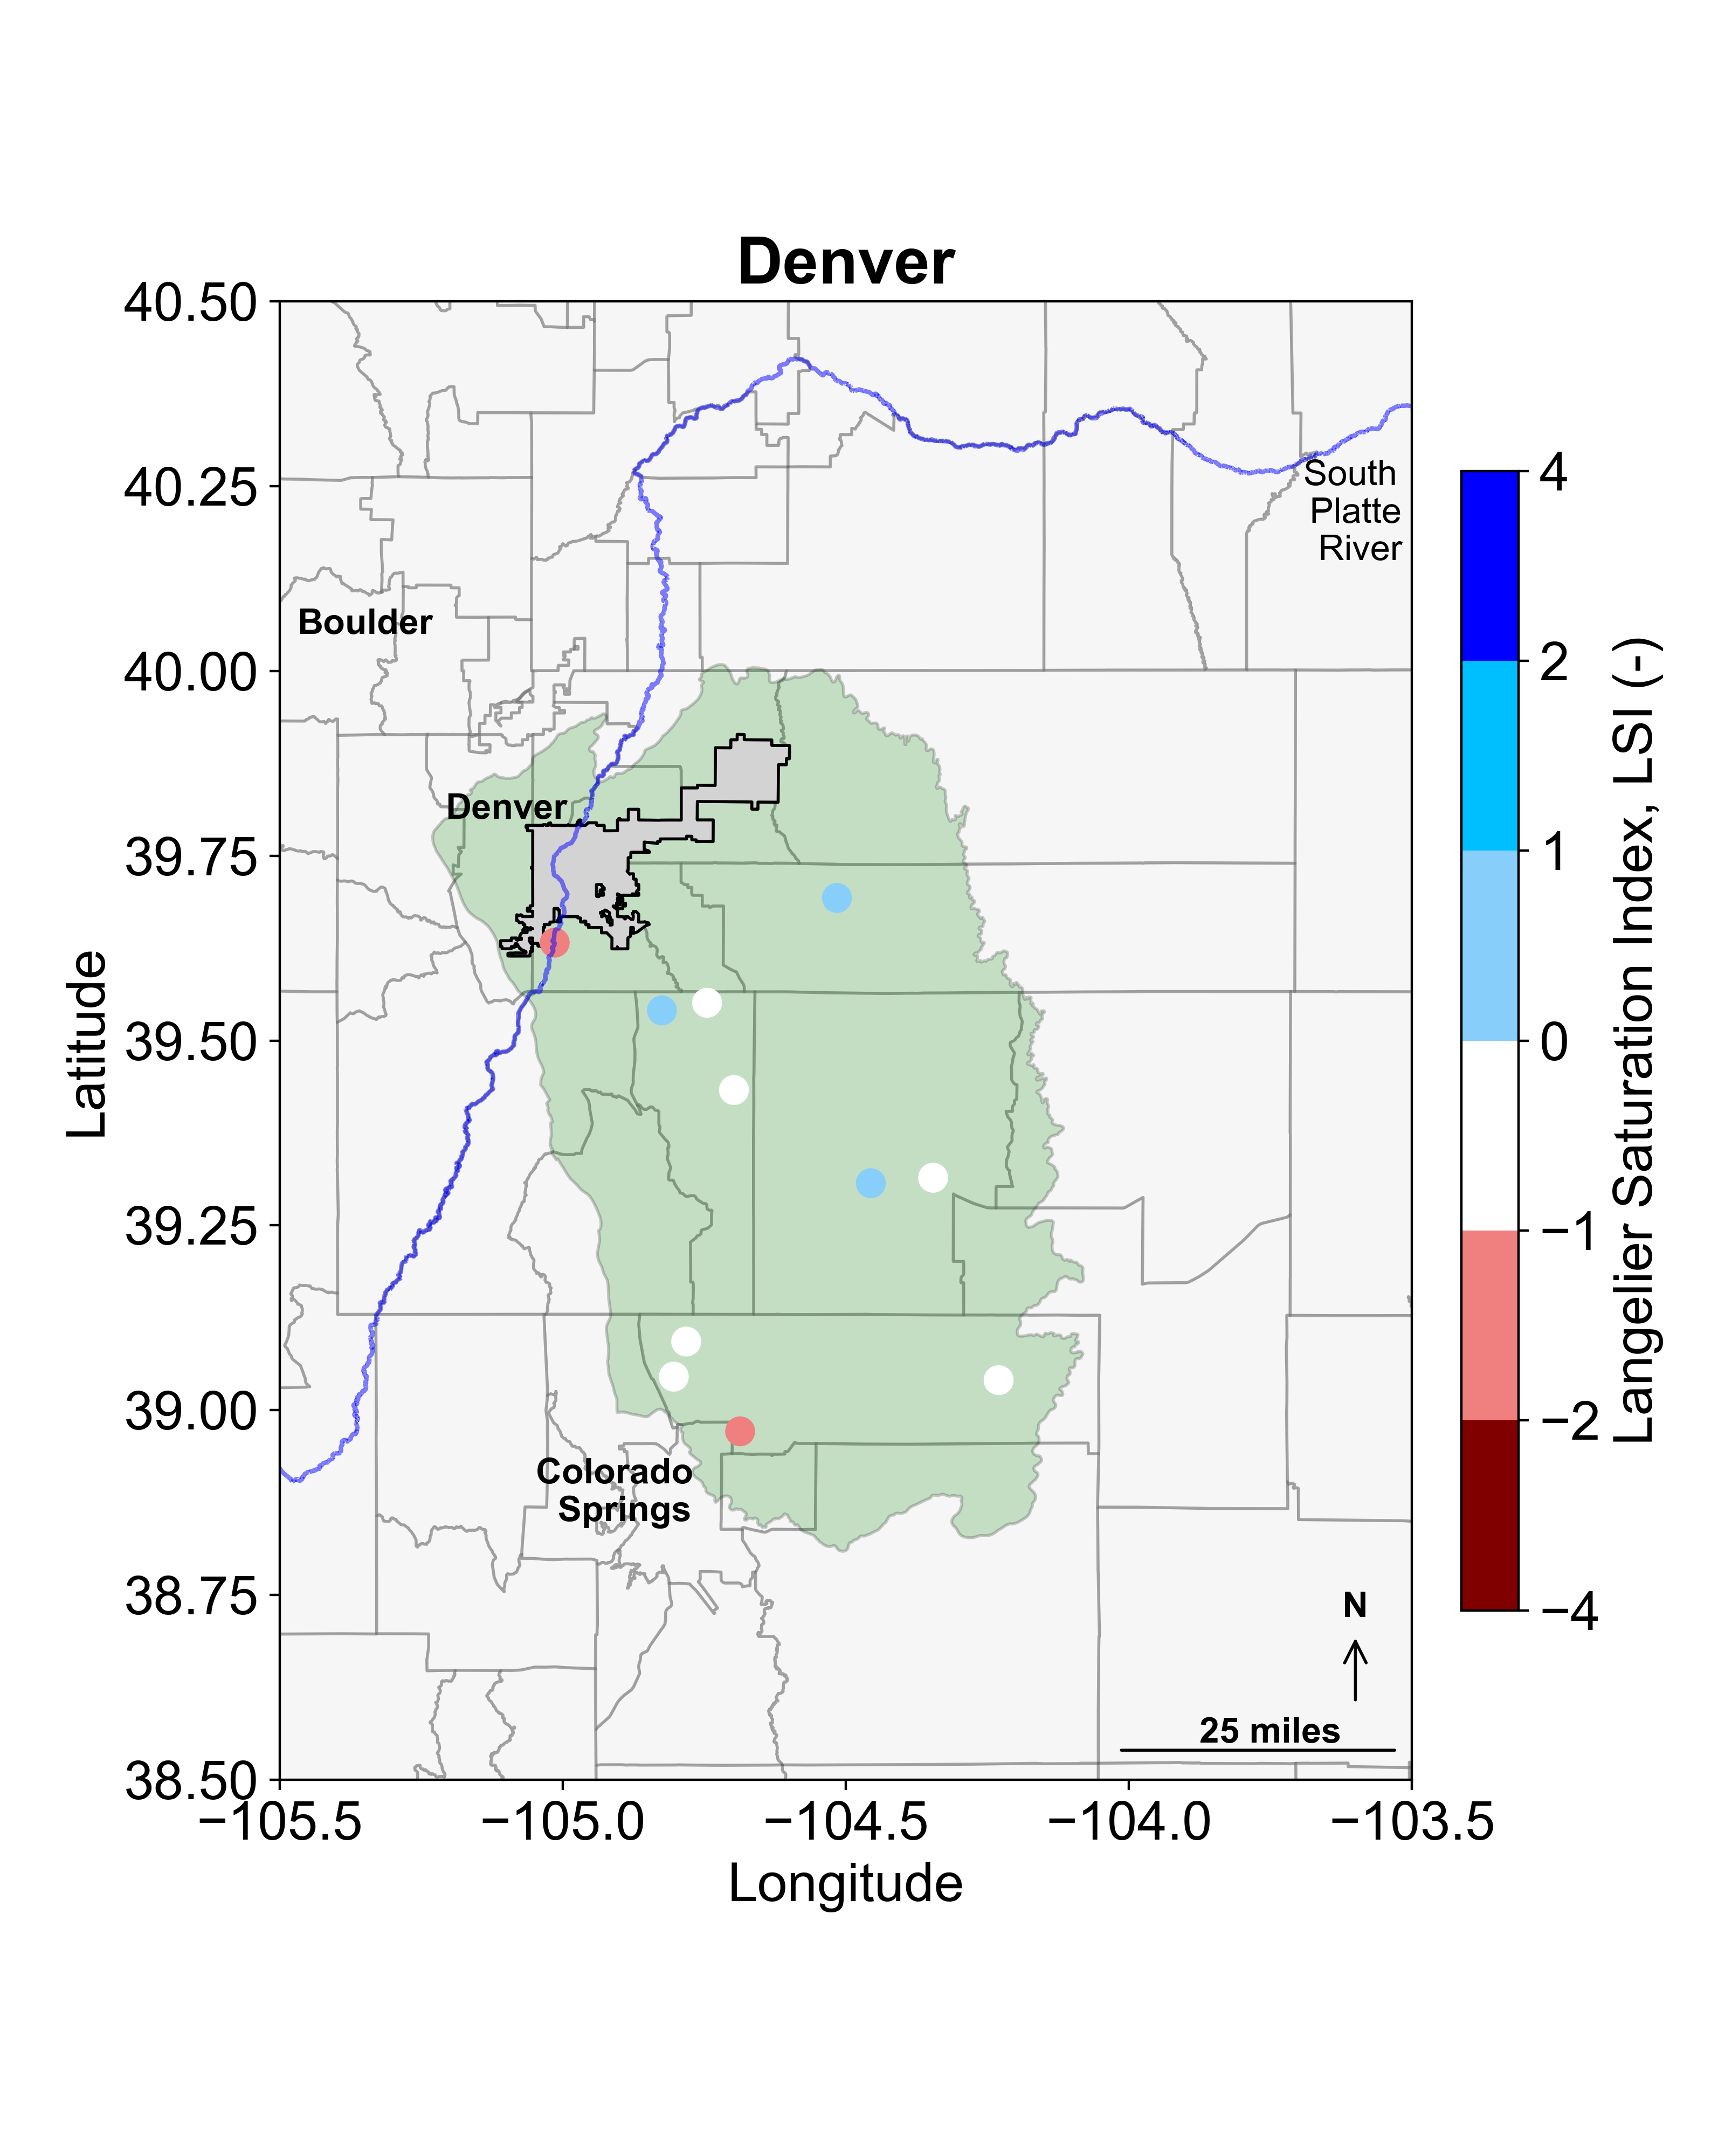 Denver
40.50
40.25
40.00
39.75
39.50
39.25
39.00
38.75
38.50
Latitude
South
Platte
River
Boulder
Denver
Colorado
Springs
N
25 miles
−105.5
−105.0
−104.5
−104.0
−103.5
Longitude
4
2
1
0
−1
−2
−4
Langelier Saturation Index, LSI (-)